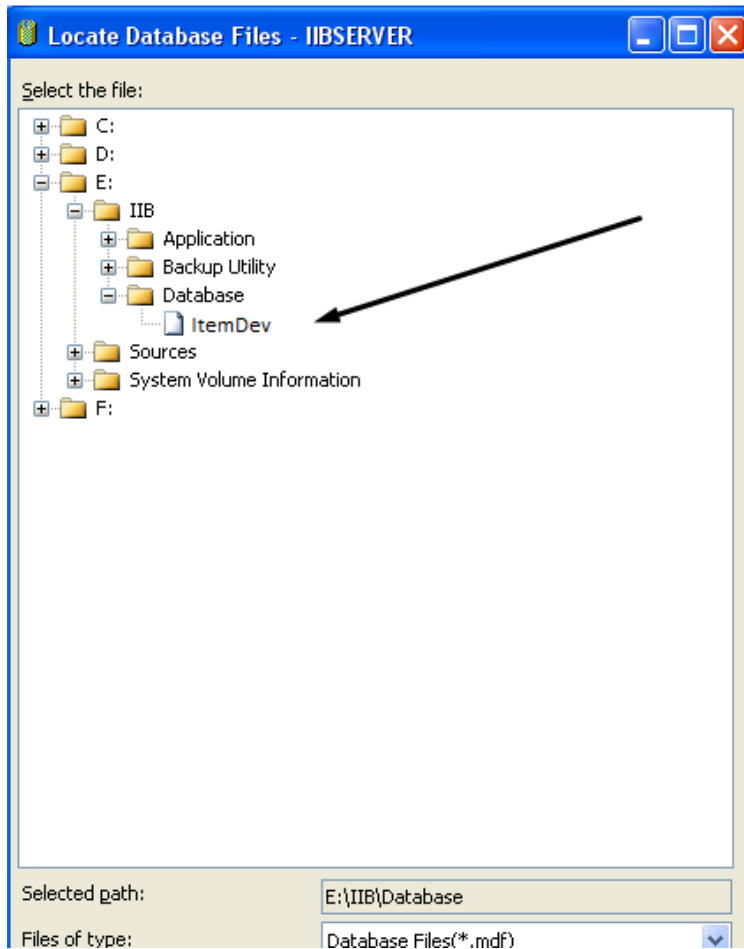 Locate Database Files - IIBSERVER
Select the file:
C:
D:
E:
IIB
Application
Backup Utility
Database
ItemDev
Sources
System Volume Information
F:
Selected path: E:\IIB\Database
Files of type: Database Files(*.mdf)